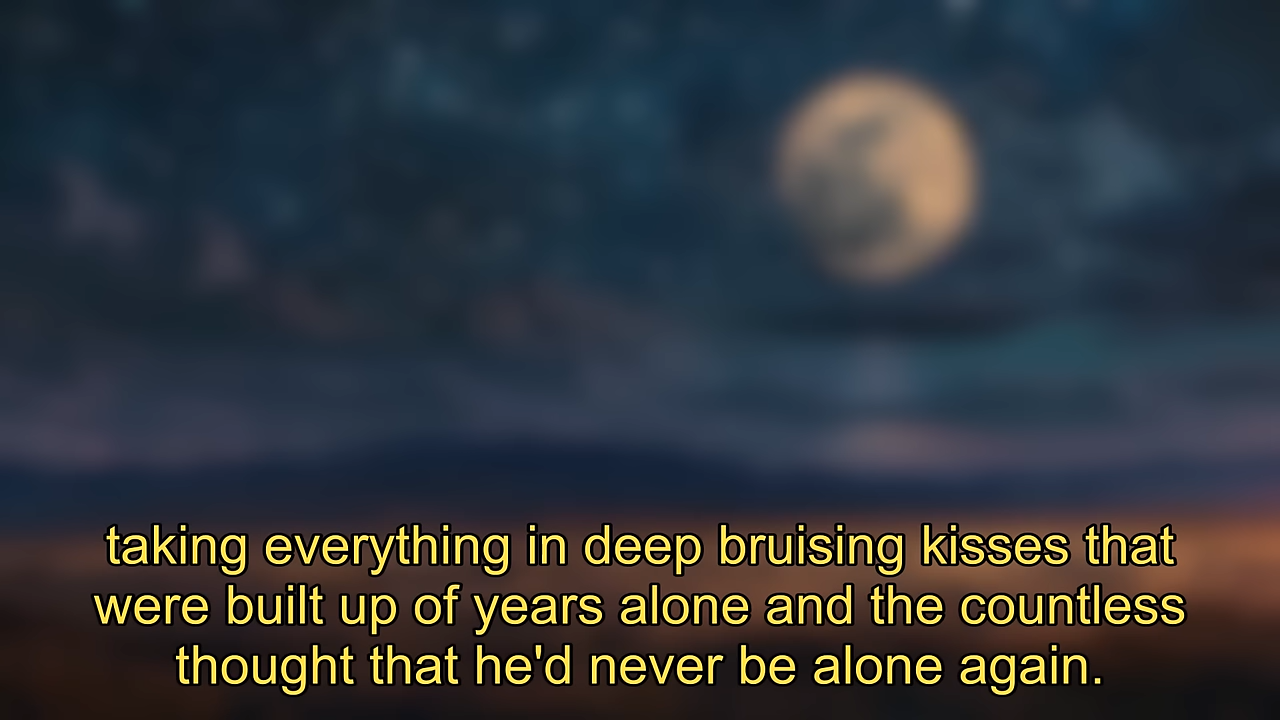 taking everything in deep bruising kisses that
were built up of years alone and the countless
thought that he'd never be alone again.